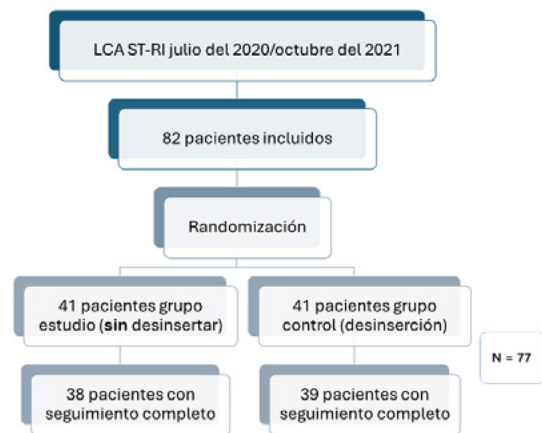 LCA ST-RI julio del 2020/octubre del 2021
82 pacientes incluidos
Randomización
41 pacientes grupo
estudio (sin desinsertar)
41 pacientes grupo
control (desinserción)
38 pacientes con
seguimiento completo
39 pacientes con
seguimiento completo
N = 77